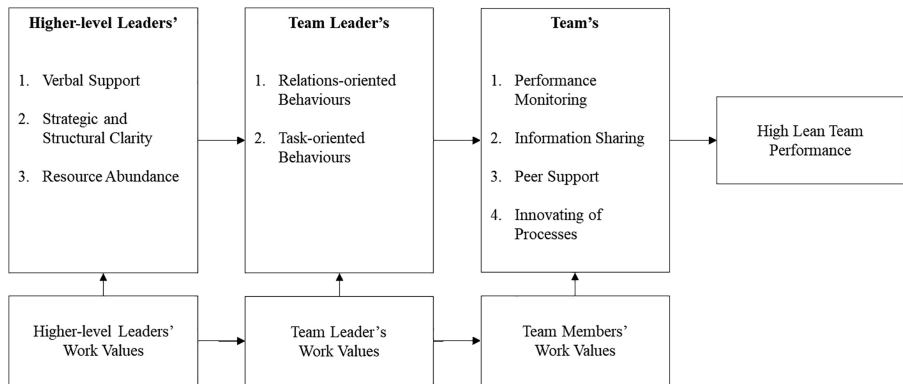 Higher-level Leaders’
1. Verbal Support
2. Strategic and
Structural Clarity
3. Resource Abundance
Team Leader’s
1. Relations-oriented
Behaviours
2. Task-oriented
Behaviours
Team’s
1. Performance
Monitoring
2. Information Sharing
3. Peer Support
4. Innovating of
Processes
High Lean Team
Performance
Higher-level Leaders’
Work Values
Team Leader’s
Work Values
Team Members’
Work Values